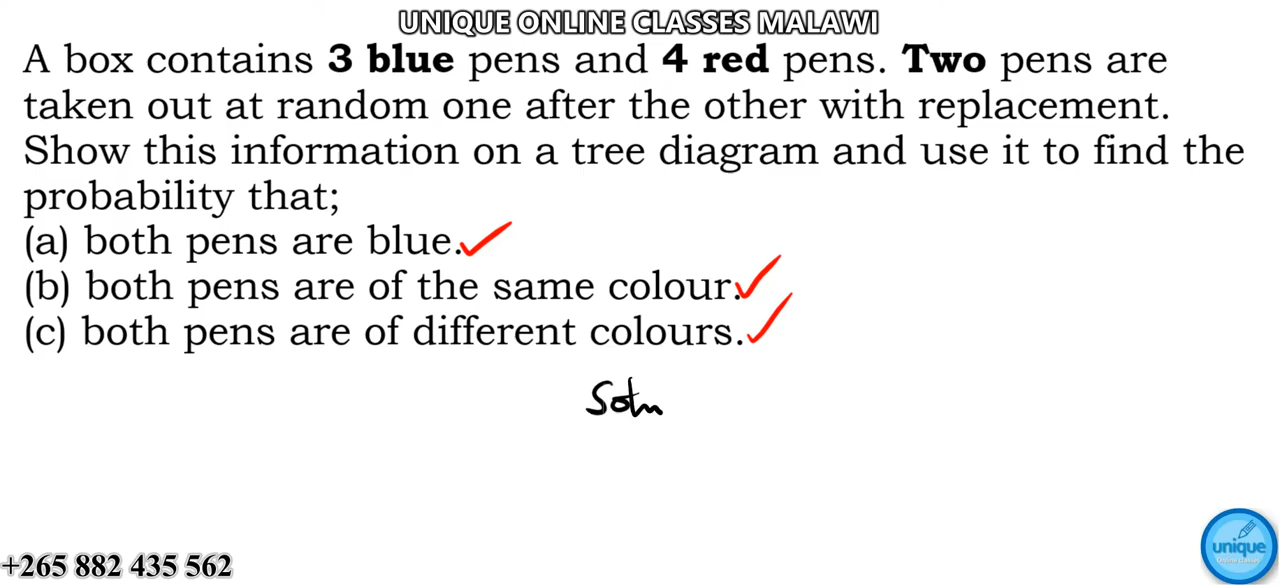 UNIQUE ONLINE CLASSES MALAWI
A box contains 3 blue pens and 4 red pens. Two pens are
taken out at random one after the other with replacement.
Show this information on a tree diagram and use it to find the
probability that;
(a) both pens are blue.
(b) both pens are of the same colour.
(c) both pens are of different colours.
Soln
+265 882 435 562
unique
Online classes